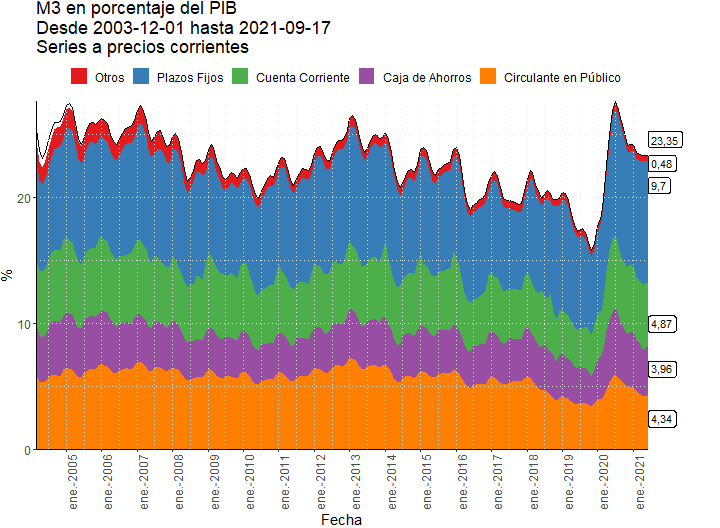 M3 en porcentaje del PIB
Desde 2003-12-01 hasta 2021-09-17
Series a precios corrientes
Otros Plazos Fijos Cuenta Corriente Caja de Ahorros Circulante en Público
%
20
10
0
23,35
0,48
9,7
4,87
3,96
4,34
ene.-2005
ene.-2006
ene.-2007
ene.-2008
ene.-2009
ene.-2010
ene.-2011
ene.-2012
ene.-2013
ene.-2014
ene.-2015
ene.-2016
ene.-2017
ene.-2018
ene.-2019
ene.-2020
ene.-2021
Fecha